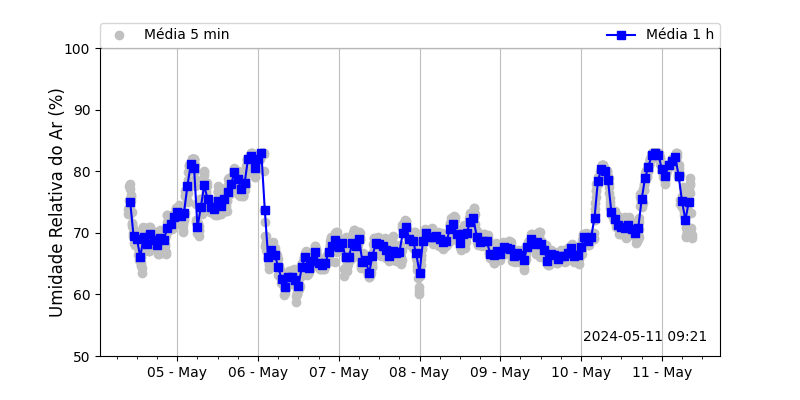 Média 5 min
Média 1 h
100
90
80
70
60
50
Umidade Relativa do Ar (%)
2024-05-11 09:21
05 - May
06 - May
07 - May
08 - May
09 - May
10 - May
11 - May